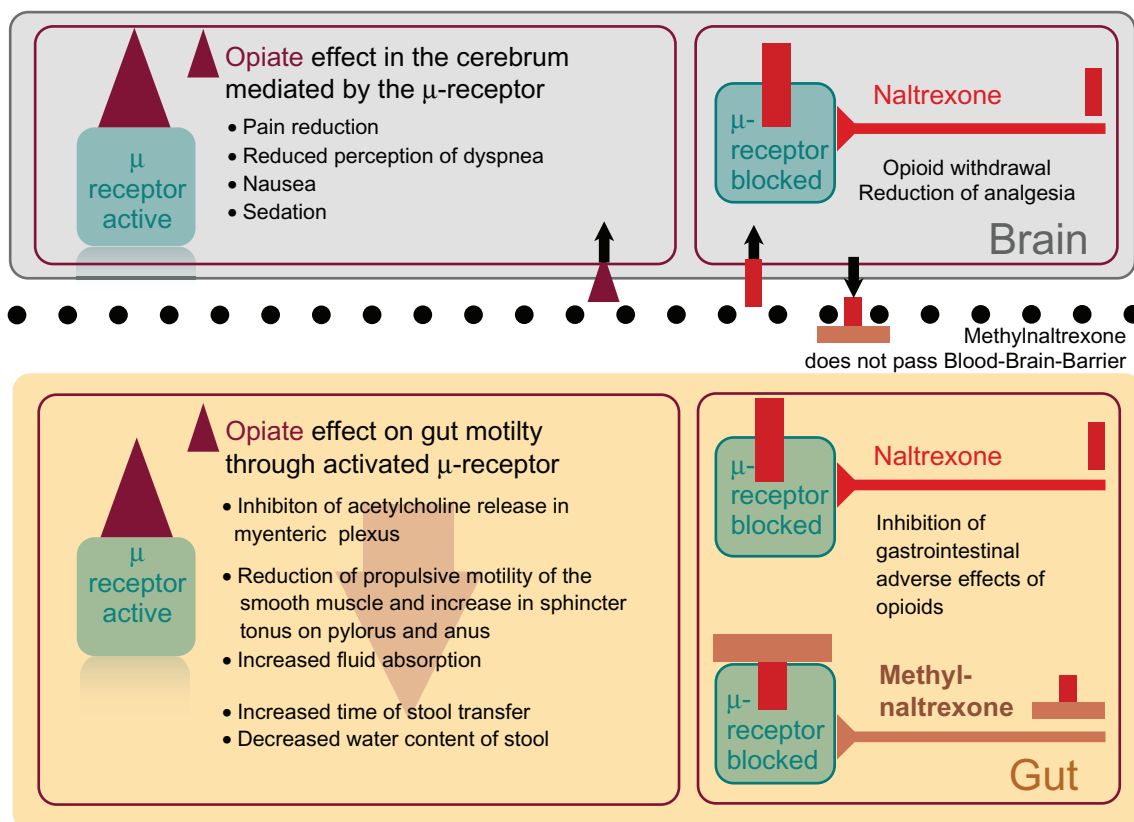 μ
receptor
active
Opiate effect in the cerebrum
mediated by the μ-receptor
• Pain reduction
• Reduced perception of dyspnea
• Nausea
• Sedation
μ-
receptor
blocked
Naltrexone
Opioid withdrawal
Reduction of analgesia
Brain
Methylnaltrexone
does not pass Blood-Brain-Barrier
μ
receptor
active
Opiate effect on gut motilty
through activated μ-receptor
• Inhibiton of acetylcholine release in
myenteric plexus
• Reduction of propulsive motility of the
smooth muscle and increase in sphincter
tonus on pylorus and anus
• Increased fluid absorption
• Increased time of stool transfer
• Decreased water content of stool
μ-
receptor
blocked
Naltrexone
Inhibition of
gastrointestinal
adverse effects of
opioids
μ-
receptor
blocked
Methyl-
naltrexone
Gut